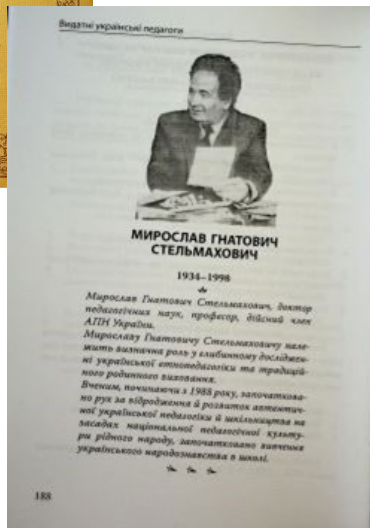 Видатні українські педагоги
МИРОСЛАВ ГНАТОВИЧ
СТЕЛЬМАХОВИЧ
1934–1998
Мирослав Гнатович Стельмахович, доктор
педагогічних наук, професор, дійсний член
АПН України.
Мирославу Гнатовичу Стельмаховичу нале-
жить визначна роль у глибинному дослідже-
ні української етнопедагогіки та традицій-
ного родинного виховання.
Вченим, починаючи з 1988 року, започаткова-
но рух за відродження й розвиток автентич-
ної української педагогіки й шкільництва на
засадах національної педагогічної культу-
ри рідного народу, започатковано вивчення
українського народознавства в школі.
188